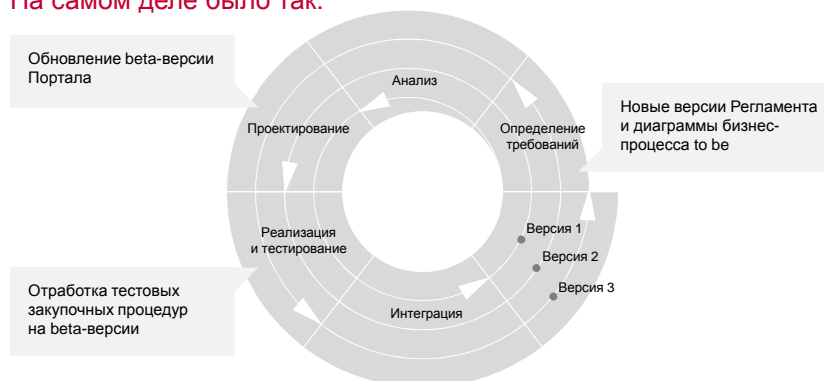 На самом деле было так:
Обновление beta-версии
Портала
Анализ
Новые версии Регламента
и диаграммы бизнес-
процесса to be
Проектирование
Определение
требований
Реализация
и тестирование
Версия 1
Версия 2
Версия 3
Отработка тестовых
закупочных процедур
на beta-версии
Интеграция